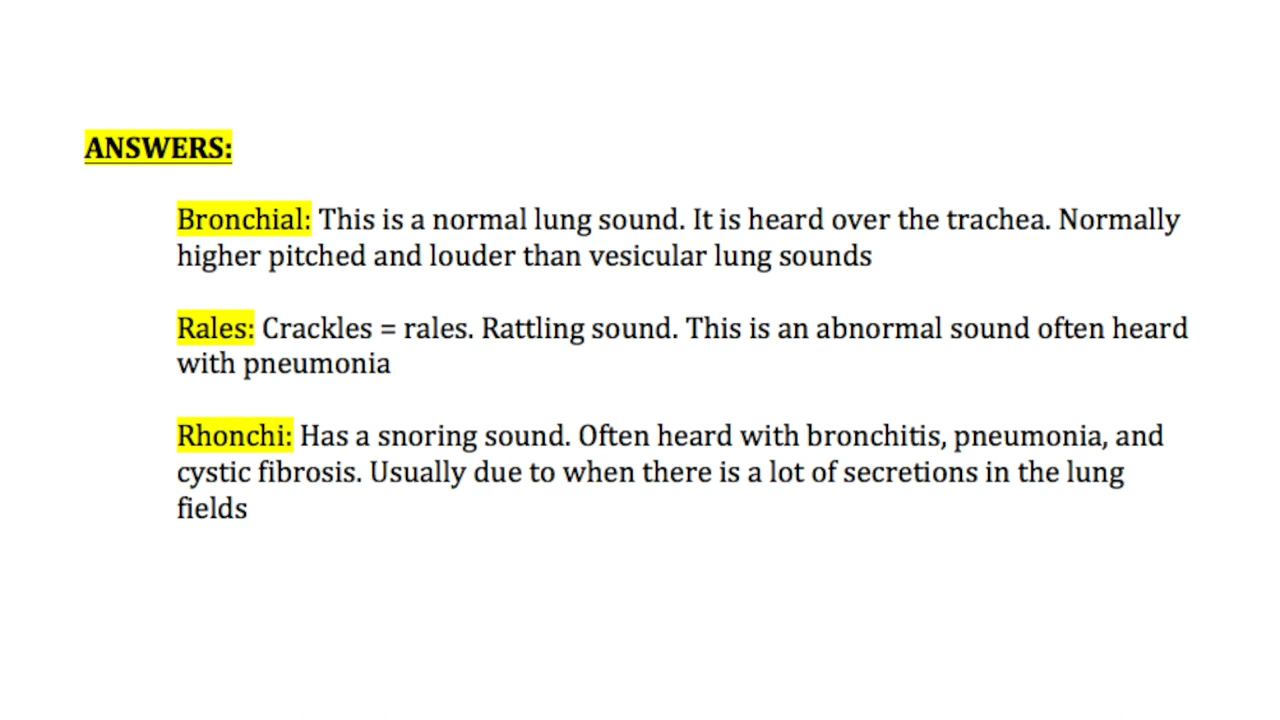 ANSWERS:
Bronchial: This is a normal lung sound. It is heard over the trachea. Normally
higher pitched and louder than vesicular lung sounds
Rales: Crackles = rales. Rattling sound. This is an abnormal sound often heard
with pneumonia
Rhonchi: Has a snoring sound. Often heard with bronchitis, pneumonia, and
cystic fibrosis. Usually due to when there is a lot of secretions in the lung
fields